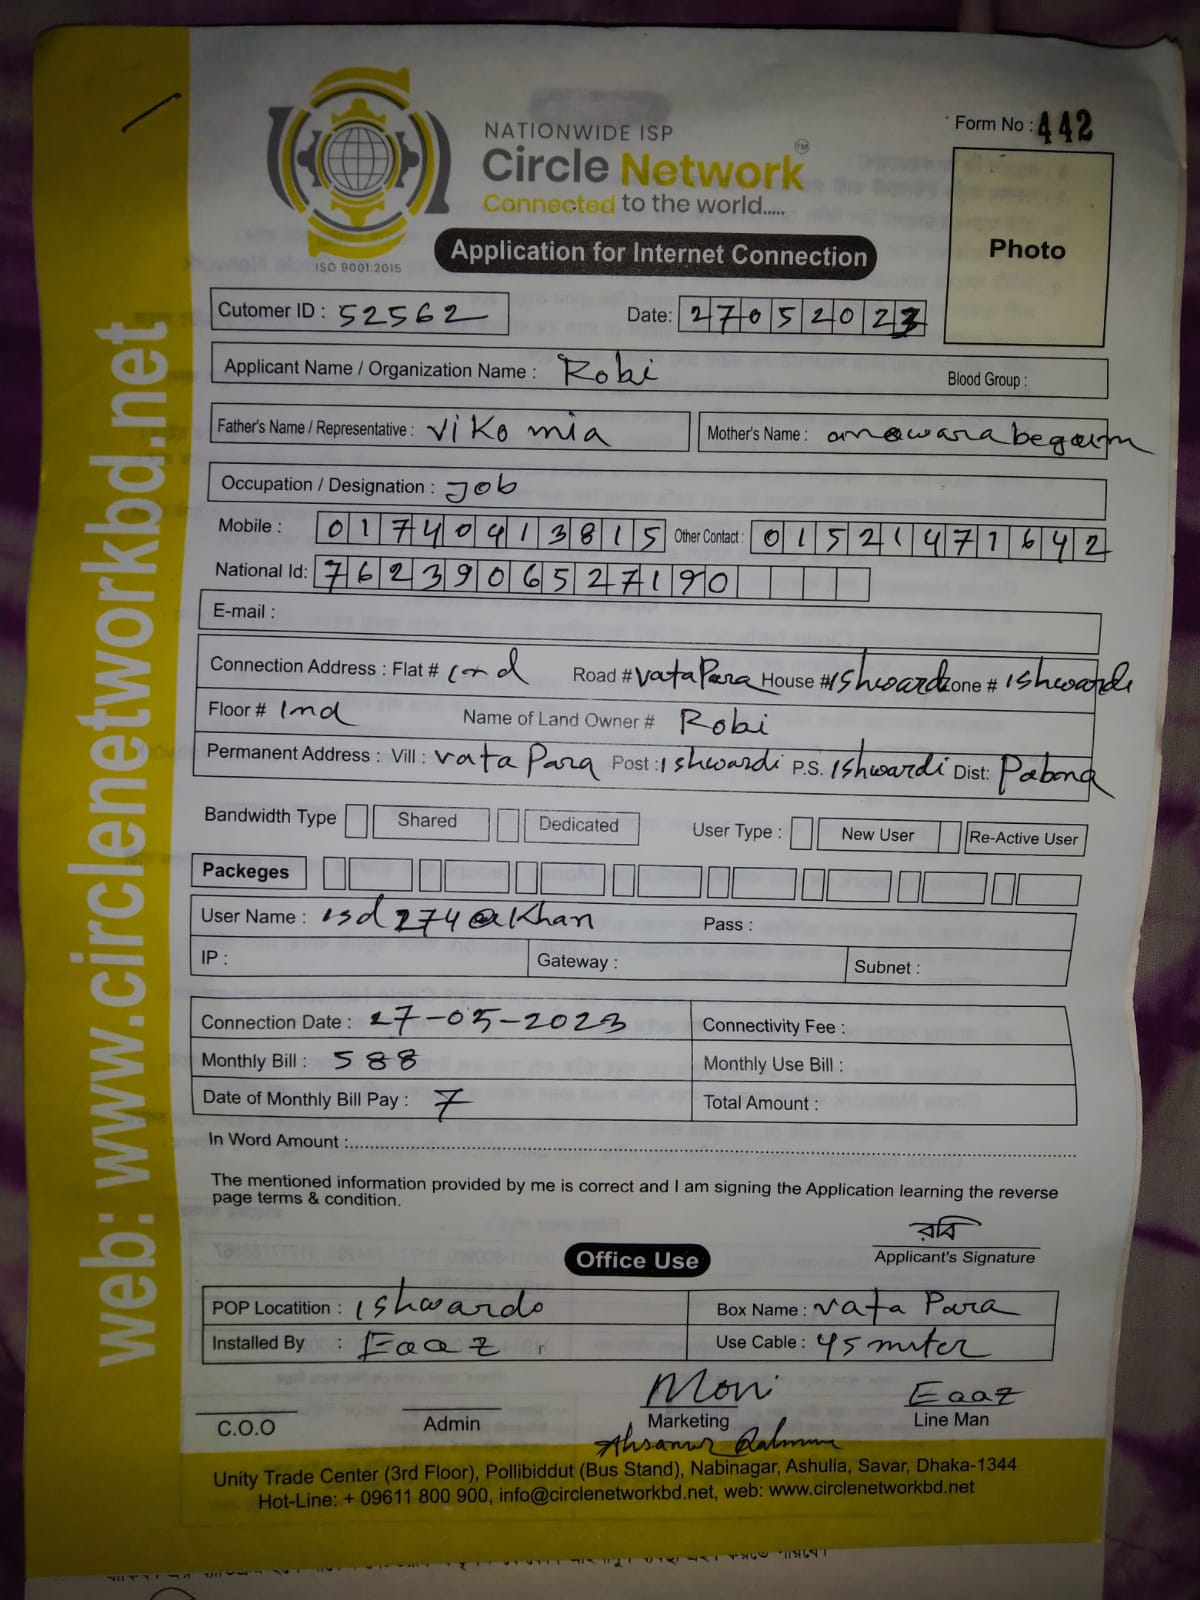 Form No : 442
NATIONWIDE ISP
Circle Network TM
Connected to the world.....
ISO 9001:2015
Application for Internet Connection
Photo
Cutomer ID : 52562 Date: 27052023
Applicant Name / Organization Name : Robi Blood Group :
Father's Name / Representative : Viko mia Mother's Name : anowara begum
Occupation / Designation : Job
Mobile : 01740413815 Other Contact : 01521471642
National Id: 7623906527190
E-mail :
Connection Address : Flat # Road # vata Para House # Ishwardi Zone # Ishwardi
Floor # Ind Name of Land Owner # Robi
Permanent Address : Vill : vata Para Post : Ishwardi P.S. Ishwardi Dist: Pabna
Bandwidth Type Shared Dedicated User Type : New User Re-Active User
Packeges
User Name : isd274@Khan Pass :
IP : Gateway : Subnet :
Connection Date : 27-05-2023 Connectivity Fee :
Monthly Bill : 588 Monthly Use Bill :
Date of Monthly Bill Pay : 7 Total Amount :
In Word Amount :
The mentioned information provided by me is correct and I am signing the Application learning the reverse
page terms & condition.
রবি
Applicant's Signature
Office Use
POP Locatition : Ishwardo Box Name : vata Para
Installed By : Eaaz Use Cable : 45 miter
Moni Eaaz
C.O.O Admin Marketing Line Man
Unity Trade Center (3rd Floor), Pollibiddut (Bus Stand), Nabinagar, Ashulia, Savar, Dhaka-1344
Hot-Line: + 09611 800 900, info@circlenetworkbd.net, web: www.circlenetworkbd.net
web: www.circlenetworkbd.net